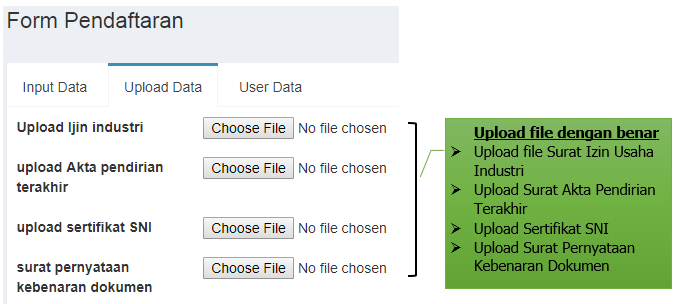 Form Pendaftaran
Input Data
Upload Data
User Data
Upload Ijin industri
Choose File No file chosen
upload Akta pendirian
terakhir
Choose File No file chosen
upload sertifikat SNI
Choose File No file chosen
surat pernyataan
kebenaran dokumen
Choose File No file chosen
Upload file dengan benar
Upload file Surat Izin Usaha
Industri
Upload Surat Akta Pendirian
Terakhir
Upload Sertifikat SNI
Upload Surat Pernyataan
Kebenaran Dokumen